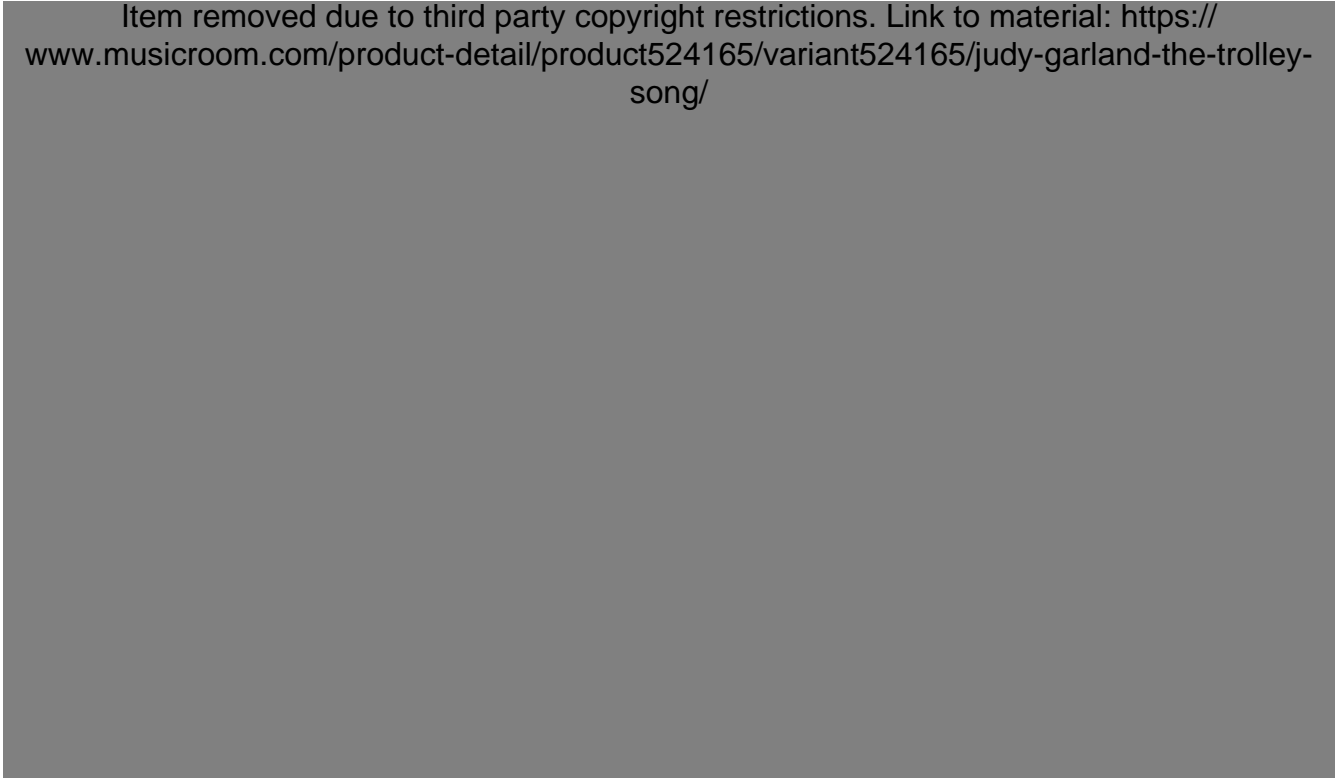 Item removed due to third party copyright restrictions. Link to material: https://
www.musicroom.com/product-detail/product524165/variant524165/judy-garland-the-trolley-
song/